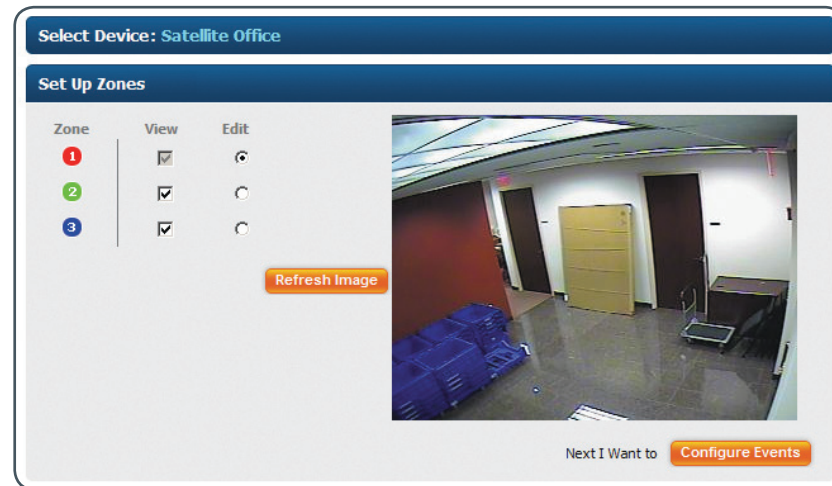 Select Device: Satellite Office
Set Up Zones
Zone View Edit
1
2
3
Refresh Image
Next I Want to Configure Events